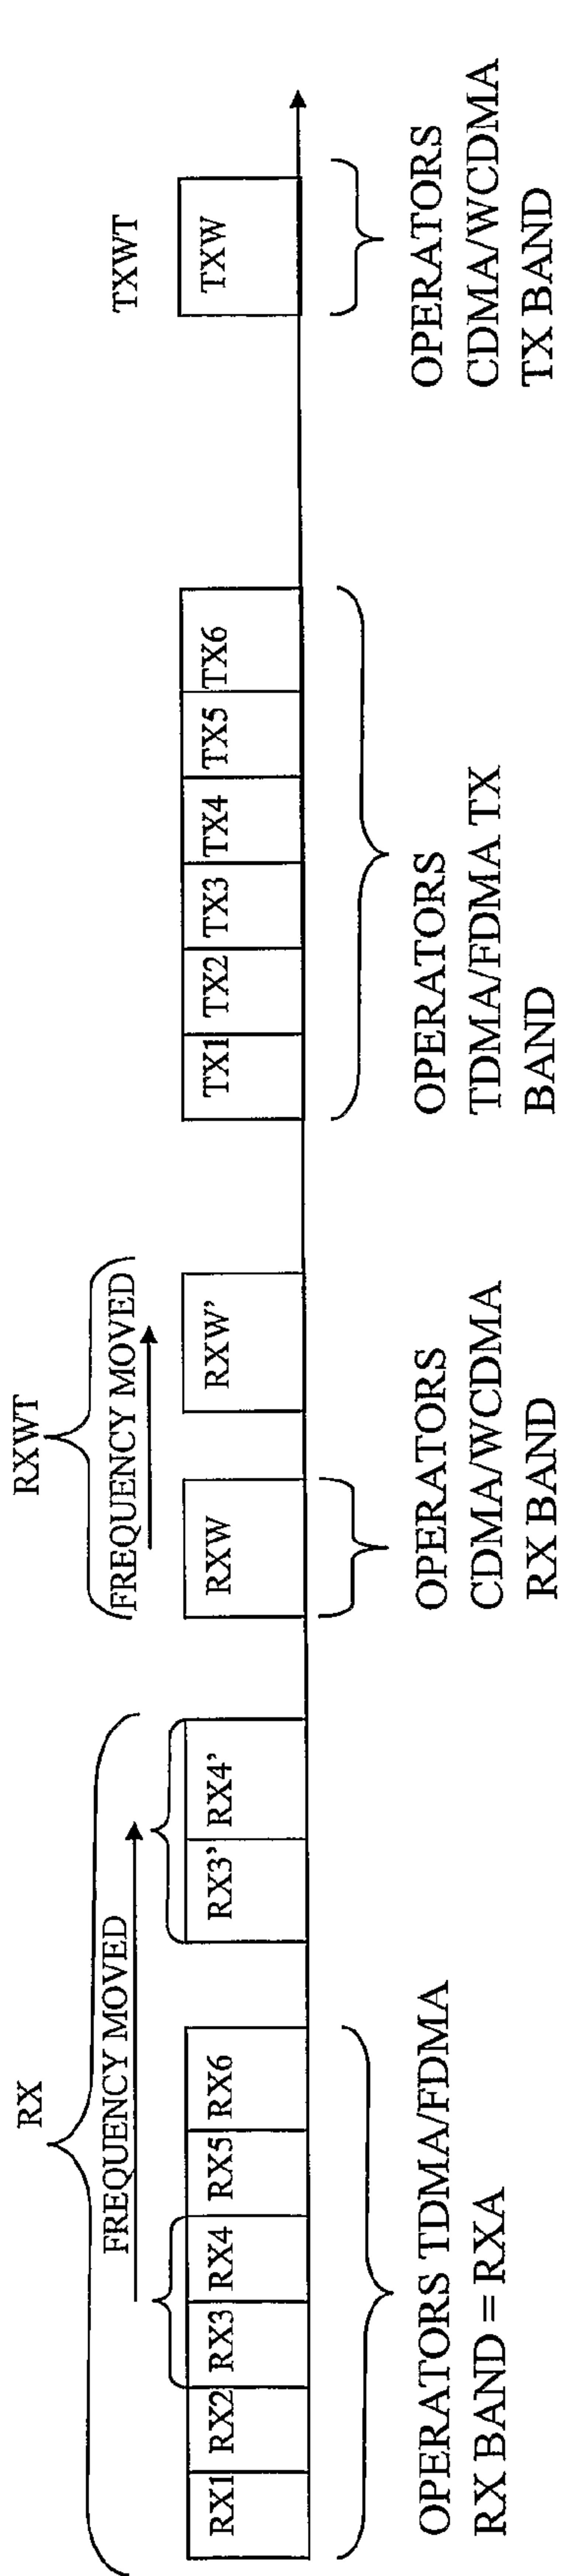 RX
FREQUENCY MOVED
RX1 RX2 RX3 RX4 RX5 RX6 RX3' RX4'
OPERATORS TDMA/FDMA
RX BAND = RXA
RXWT
FREQUENCY MOVED
RXW RXW'
OPERATORS
CDMA/WCDMA
RX BAND
TX1 TX2 TX3 TX4 TX5 TX6
OPERATORS
TDMA/FDMA TX
BAND
TXWT
TXW
OPERATORS
CDMA/WCDMA
TX BAND